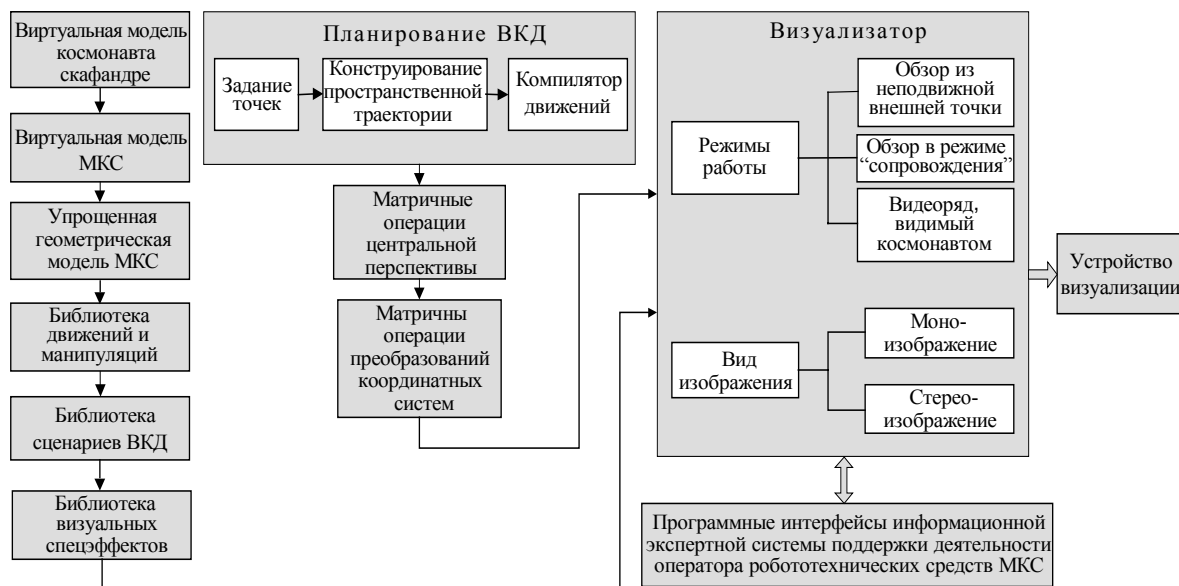 Виртуальная модель
космонавта
скафандре
Виртуальная модель
МКС
Упрощенная
геометрическая
модель МКС
Библиотека
движений и
манипуляций
Библиотека
сценариев ВКД
Библиотека
визуальных
спецэффектов
Планирование ВКД
Задание
точек
Конструирование
пространственной
траектории
Компилятор
движений
Матричные
операции
центральной
перспективы
Матричны
операции
преобразований
координатных
систем
Визуализатор
Режимы
работы
Обзор из
неподвижной
внешней точки
Обзор в режиме
“сопровождения”
Видеоряд,
видимый
космонавтом
Вид
изображения
Моно-
изображение
Стерео-
изображение
Устройство
визуализации
Программные интерфейсы информационной
экспертной системы поддержки деятельности
оператора робототехнических средств МКС